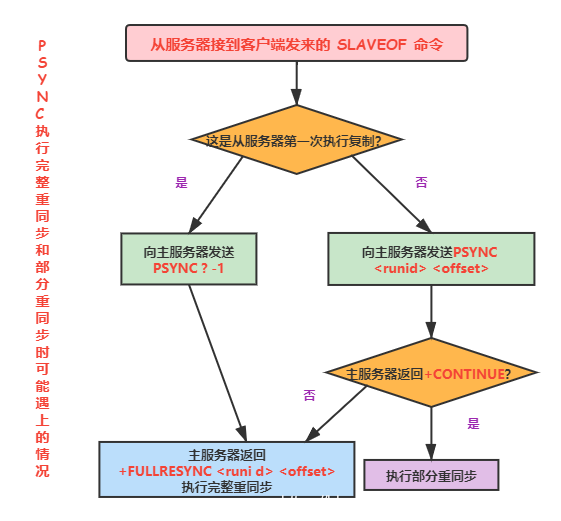 PSYNC执行完整重同步和部分重同步时可能遇上的情况
从服务器接到客户端发来的 SLAVEOF 命令
这是从服务器第一次执行复制?
是
否
向主服务器发送
PSYNC ? -1
向主服务器发送PSYNC
<runid> <offset>
主服务器返回+CONTINUE?
否
是
主服务器返回
+FULLRESYNC <runi d> <offset>
执行完整重同步
执行部分重同步